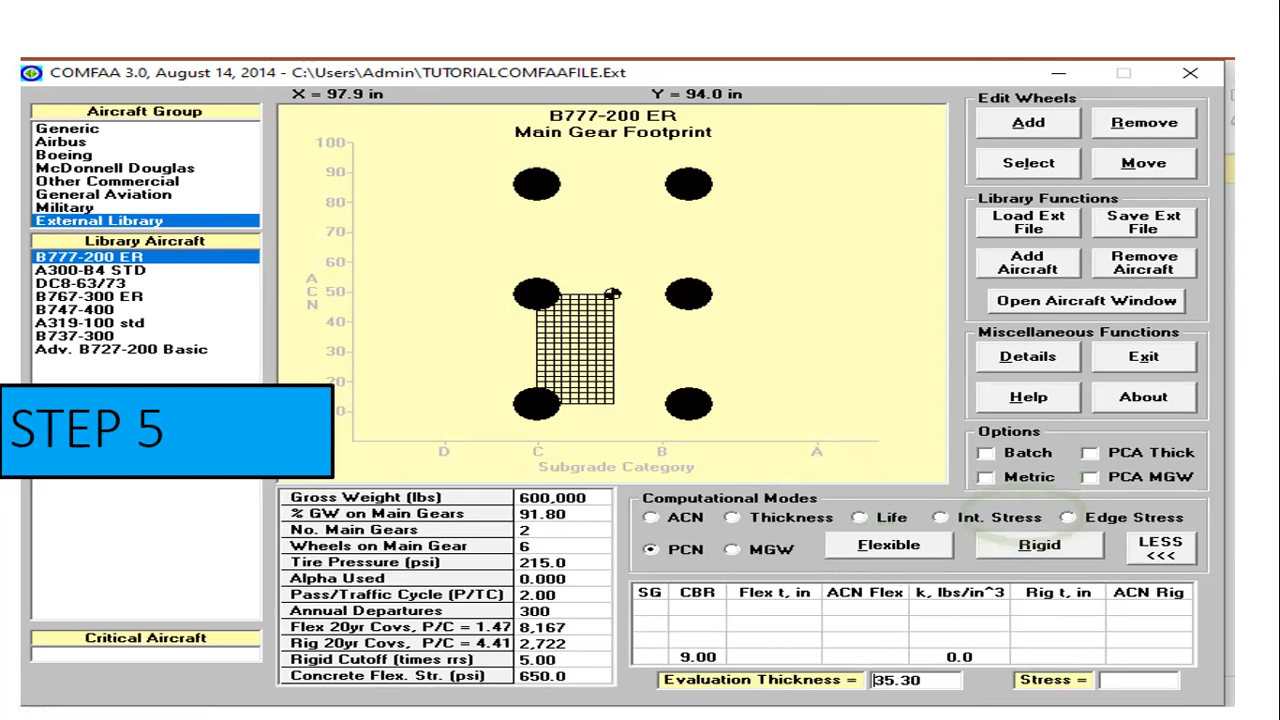 COMFAA 3.0, August 14, 2014 - C:\Users\Admin\TUTORIALCOMFAAFILE.Ext
X = 97.9 in
Y = 94.0 in
Aircraft Group
Generic
Airbus
Boeing
McDonnell Douglas
Other Commercial
General Aviation
Military
External Library
Library Aircraft
B777-200 ER
A300-B4 STD
DC8-63/73
B767-300 ER
B747-400
A319-100 std
B737-300
Adv. B727-200 Basic
STEP 5
Critical Aircraft
B777-200 ER
Main Gear Footprint
100
90
80
70
60
50
40
30
20
0
ACN
D C B A
Subgrade Category
Edit Wheels
Add Remove
Select Move
Library Functions
Load Ext File
Save Ext File
Add Aircraft
Remove Aircraft
Open Aircraft Window
Miscellaneous Functions
Details Exit
Help About
Options
Batch PCA Thick
Metric PCA MGW
Gross Weight (lbs) 600,000
% GW on Main Gears 91.80
No. Main Gears 2
Wheels on Main Gear 6
Tire Pressure (psi) 215.0
Alpha Used 0.000
Pass/Traffic Cycle (P/TC) 2.00
Annual Departures 300
Flex 20yr Covs, P/C = 1.47 8,167
Rig 20yr Covs, P/C = 4.41 2,722
Rigid Cutoff (times rrs) 5.00
Concrete Flex. Str. (psi) 650.0
Computational Modes
ACN Thickness Life Int. Stress Edge Stress
PCN MGW Flexible Rigid LESS <<<
SG CBR Flex t, in ACN Flex k, lbs/in^3 Rig t, in ACN Rig
9.00 0.0
Evaluation Thickness = 35.30 Stress =